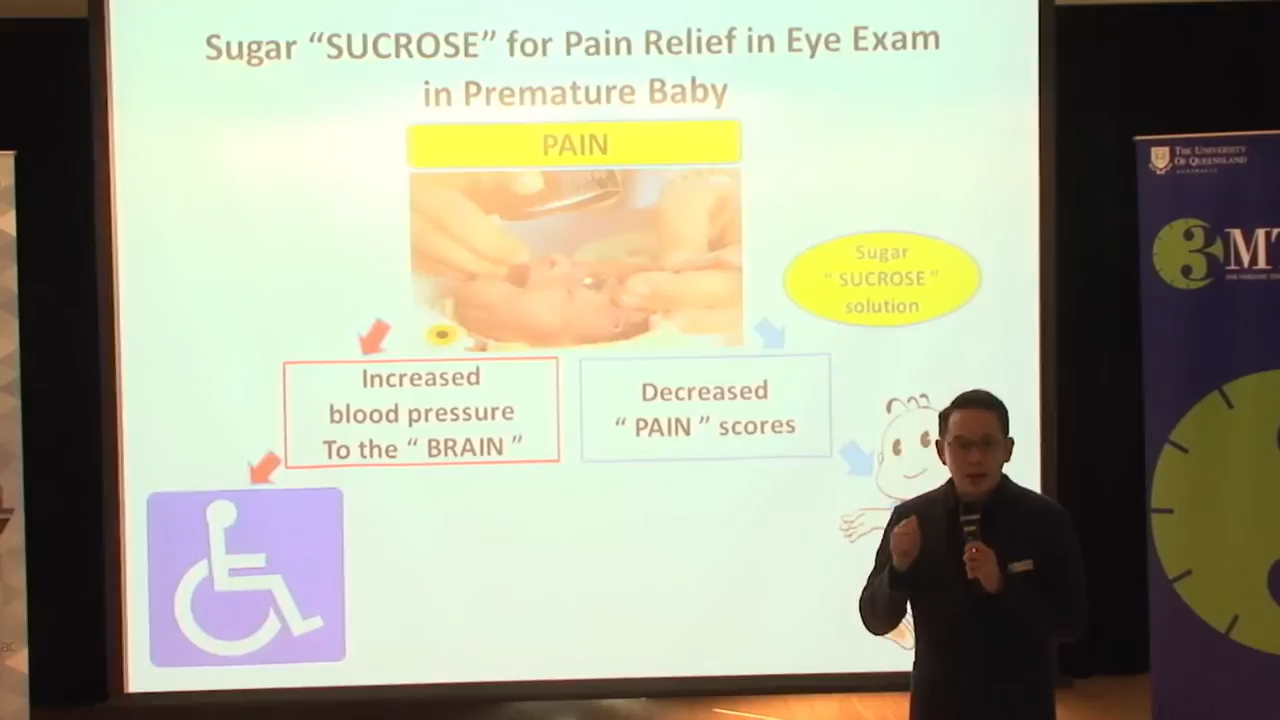 Sugar “SUCROSE” for Pain Relief in Eye Exam
in Premature Baby
PAIN
Sugar
“ SUCROSE ”
solution
Increased
blood pressure
To the “ BRAIN ”
Decreased
“ PAIN ” scores
THE UNIVERSITY
OF QUEENSLAND
AUSTRALIA
3MT